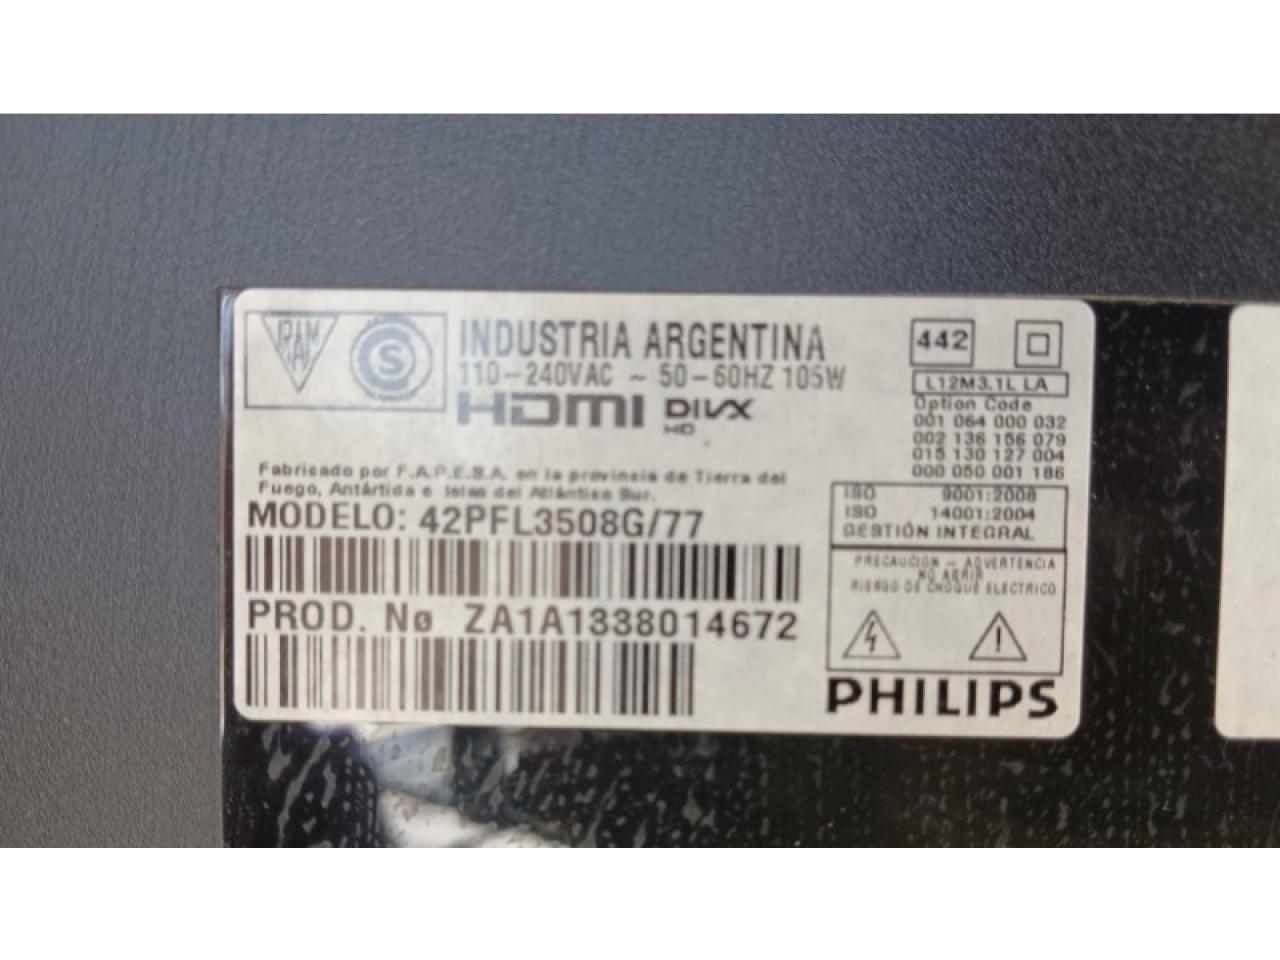 IRAM
S
INDUSTRIA ARGENTINA
110-240VAC ~ 50-60HZ 105W
HDMI DIVX
HD
442
L12M3.1L LA
Option Code
001 064 000 032
002 136 156 079
015 130 127 004
000 050 001 186
Fabricado por F.A.P.E.S.A. en la provinsia de Tierra del
Fuego, Antártida e Islas del Atlántico Sur.
MODELO: 42PFL3508G/77
PROD. Nø ZA1A1338014672
ISO 9001:2008
ISO 14001:2004
GESTIÓN INTEGRAL
PRECAUCION - ADVERTENCIA
NO ABRIR
RIESGO DE CHOQUE ELECTRICO
PHILIPS